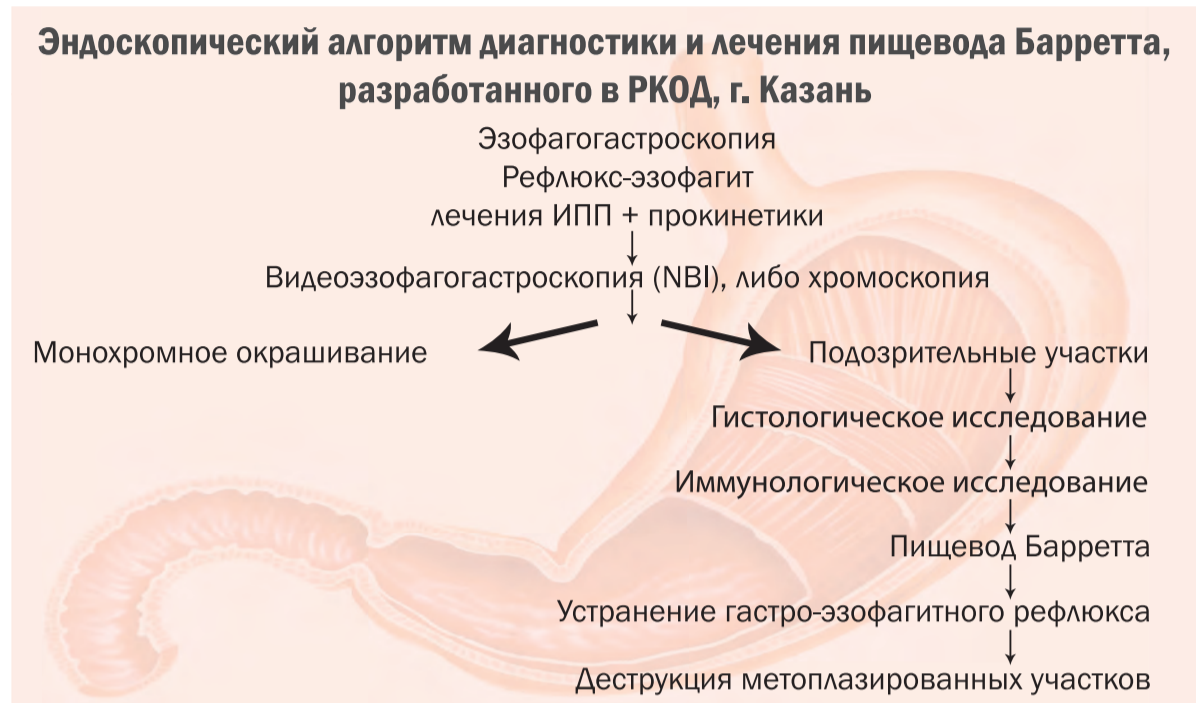 Эндоскопический алгоритм диагностики и лечения пищевода Барретта,
разработанного в РКОД, г. Казань
Эзофагогастроскопия
Рефлюкс-эзофагит
лечения ИПП + прокинетики
Видеоэзофагогастроскопия (NBI), либо хромоскопия
Монохромное окрашивание
Подозрительные участки
Гистологическое исследование
Иммунологическое исследование
Пищевод Барретта
Устранение гастро-эзофагитного рефлюкса
Деструкция метоплазированных участков